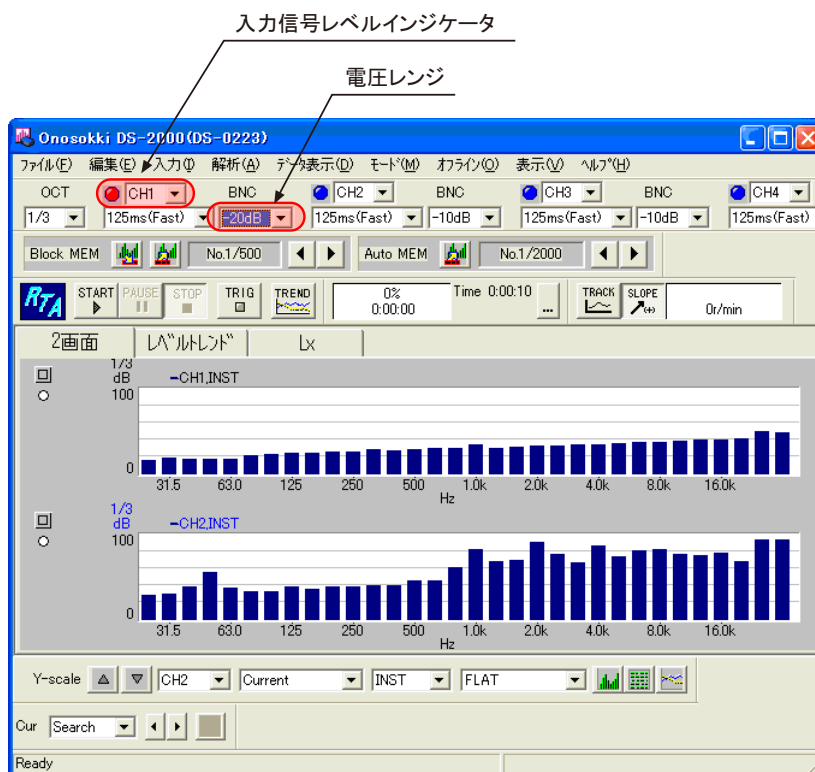 入力信号レベルインジケータ
電圧レンジ
Onosokki DS-2000(DS-0223)
ファイル(F) 編集(E) 入力(I) 解析(A) データ表示(D) モード(M) オフライン(O) 表示(V) ヘルプ(H)
OCT CH1 BNC CH2 BNC CH3 BNC CH4
1/3 125ms(Fast) -20dB 125ms(Fast) -10dB 125ms(Fast) -10dB 125ms(Fast)
Block MEM No.1/500 Auto MEM No.1/2000
RTA START PAUSE STOP TRIG TREND 0% 0:00:00 Time 0:00:10 ... TRACK SLOPE (+) 0r/min
2画面 レベルトレンド Lx
1/3
dB -CH1,INST
100
0
31.5 63.0 125 250 500 1.0k 2.0k 4.0k 8.0k 16.0k
Hz
1/3
dB -CH2,INST
100
0
31.5 63.0 125 250 500 1.0k 2.0k 4.0k 8.0k 16.0k
Hz
Y-scale CH2 Current INST FLAT
Cur Search
Ready